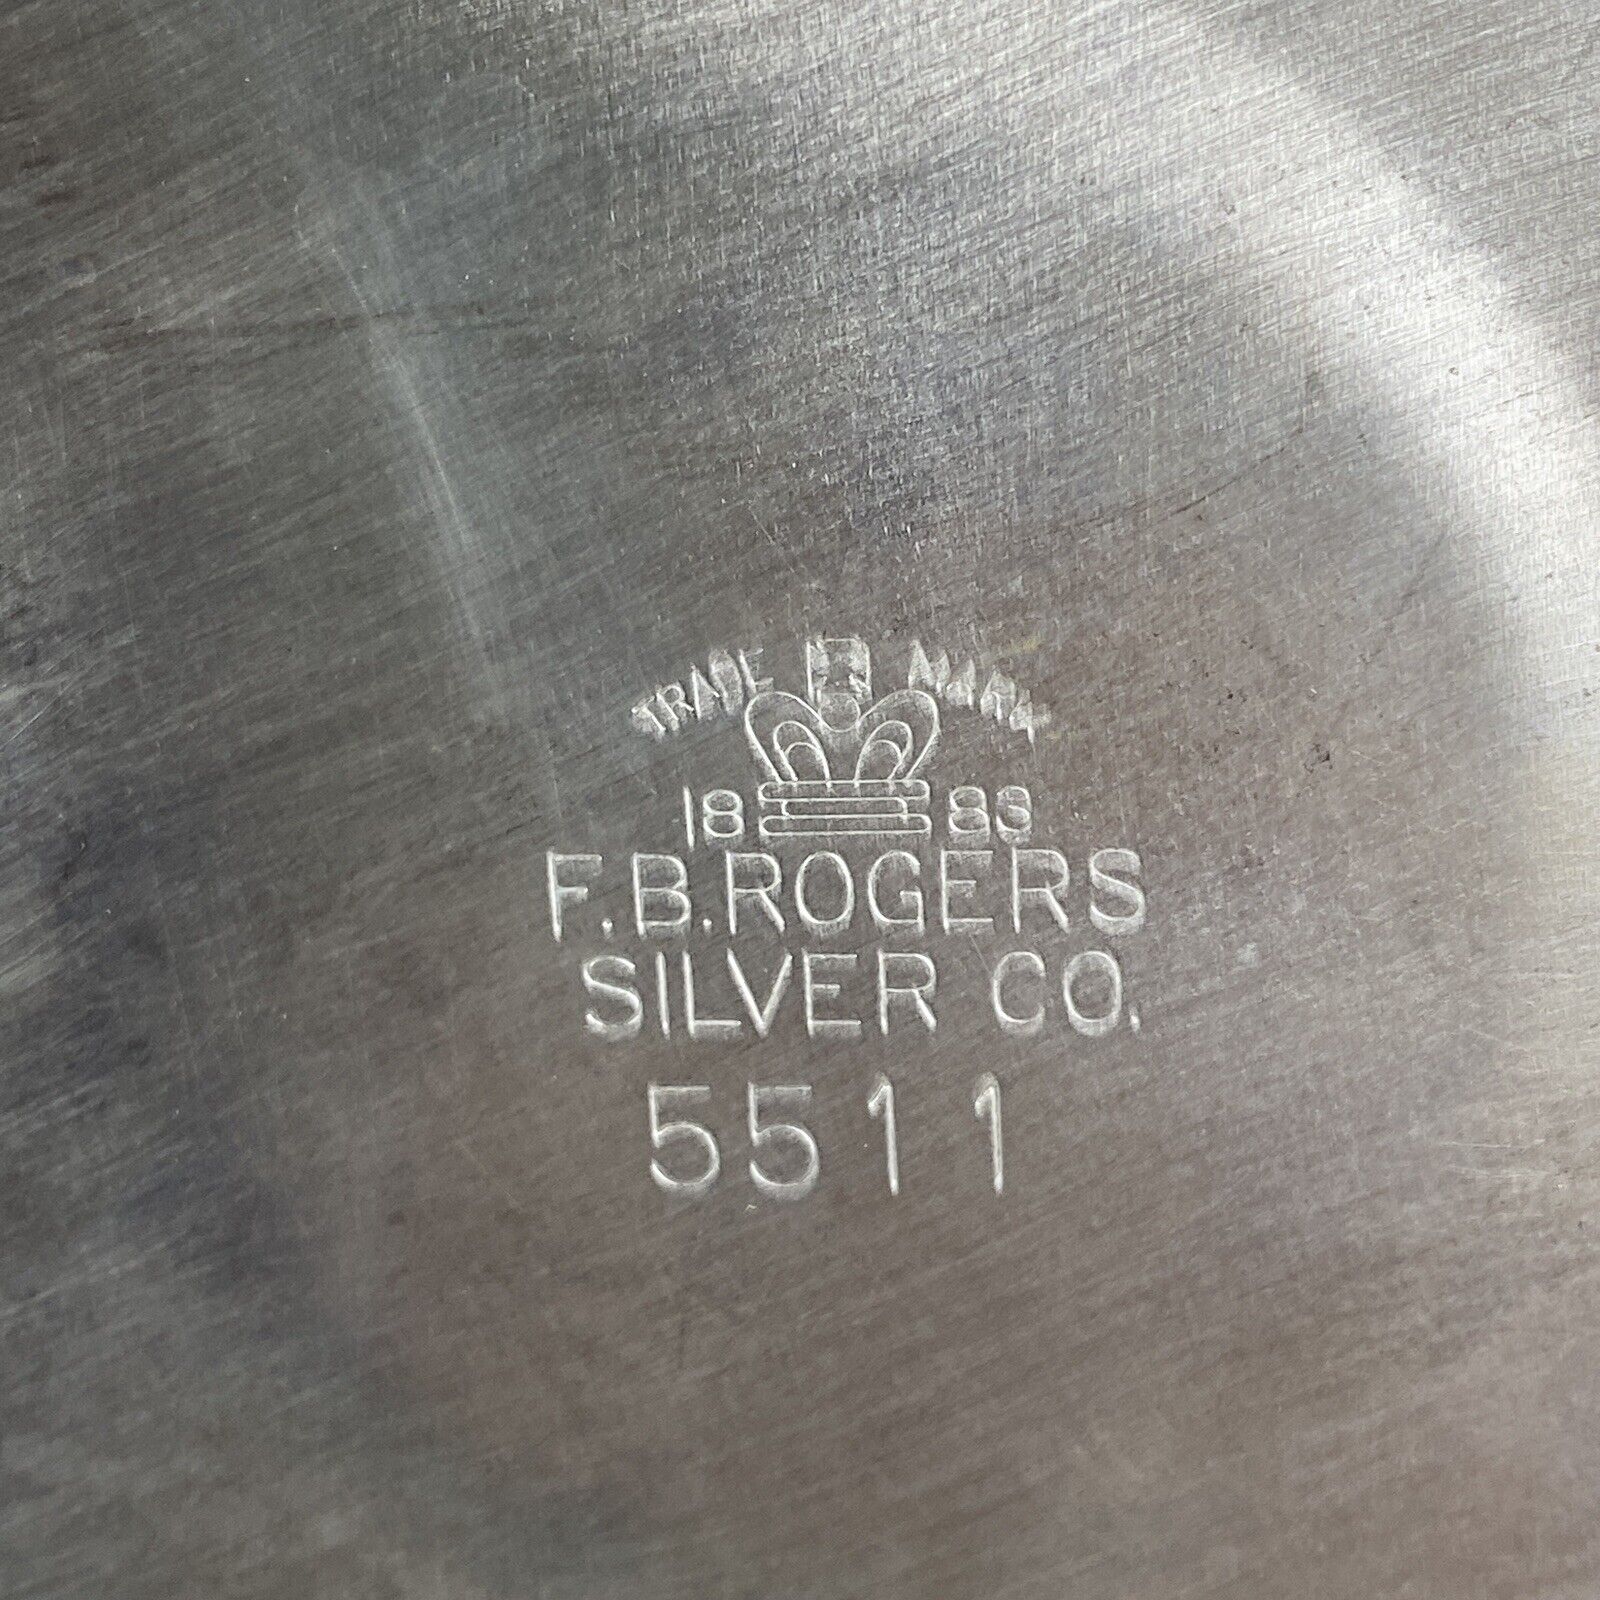 TRADE MARK
1883
F.B. ROGERS
SILVER CO.
5511